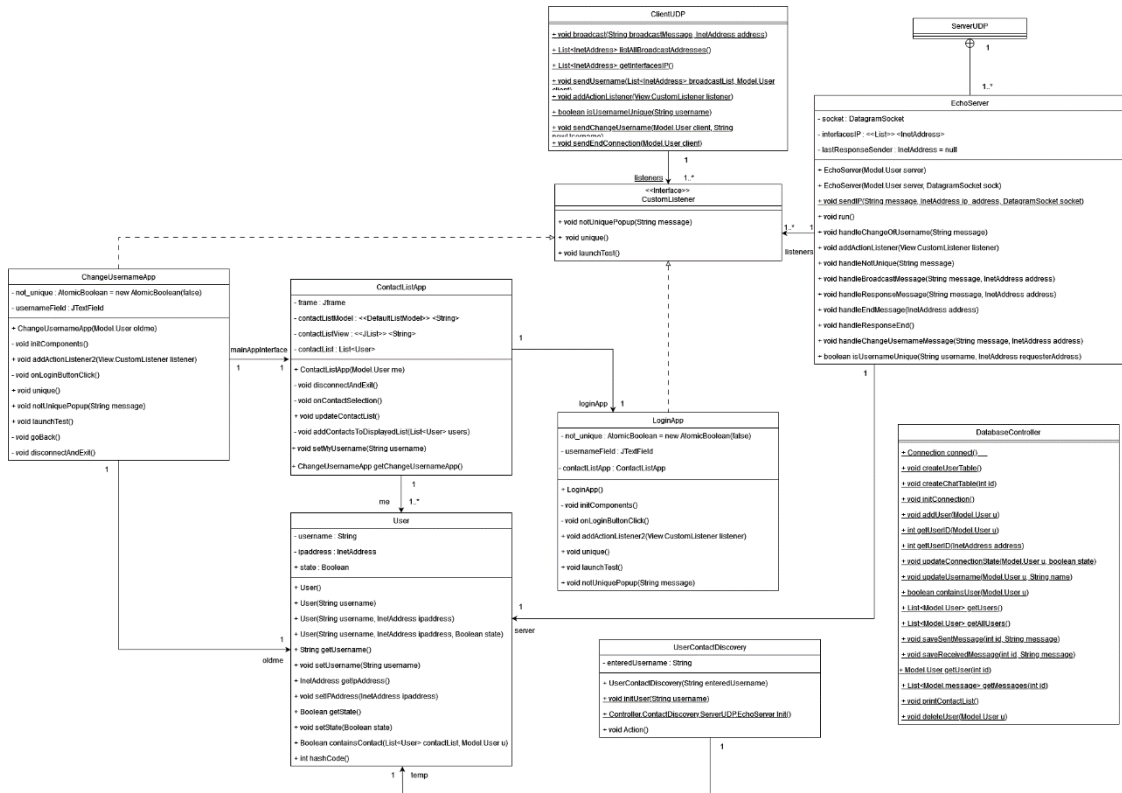 ClientUDP
+ void broadcast(String broadcastMessage, InetAddress address)
+ List<InetAddress> listAllBroadcastAddresses()
+ List<InetAddress> getInterfacesIP()
+ void sendUsername(List<InetAddress> broadcastList, Model.User
client)
+ void addActionListener(View.CustomListener listener)
+ boolean isUsernameUnique(String username)
+ void sendChangeUsername(Model.User client, String
newUsername)
+ void sendEndConnection(Model.User client)
1
listeners
1..*
ServerUDP
1
1..*
EchoServer
- socket : DatagramSocket
- interfacesIP : <<List>> <InetAddress>
- lastResponseSender : InetAddress = null
+ EchoServer(Model.User server)
+ EchoServer(Model.User server, DatagramSocket sock)
+ void sendIP(String message, InetAddress ip_address, DatagramSocket socket)
+ void run()
+ void handleChangeOfUsername(String message)
+ void addActionListener(View.CustomListener listener)
+ void handleNotUnique(String message)
+ void handleBroadcastMessage(String message, InetAddress address)
+ void handleResponseMessage(String message, InetAddress address)
+ void handleEndMessage(InetAddress address)
+ void handleResponseEnd()
+ void handleChangeUsernameMessage(String message, InetAddress address)
+ boolean isUsernameUnique(String username, InetAddress requesterAddress)
1..*
1
listeners
1
<<Interface>>
CustomListener
+ void notUniquePopup(String message)
+ void unique()
+ void launchTest()
ChangeUsernameApp
- not_unique : AtomicBoolean = new AtomicBoolean(false)
- usernameField : JTextField
+ ChangeUsernameApp(Model.User oldme)
- void initComponents()
+ void addActionListener2(View.CustomListener listener)
- void onLoginButtonClick()
+ void unique()
+ void notUniquePopup(String message)
+ void launchTest()
- void goBack()
- void disconnectAndExit()
mainAppInterface
1
1
1
ContactListApp
- frame : Jframe
- contactListModel : <<DefaultListModel>> <String>
- contactListView : <<JList>> <String>
- contactList : List<User>
+ ContactListApp(Model.User me)
- void disconnectAndExit()
- void onContactSelection()
+ void updateContactList()
- void addContactsToDisplayedList(List<User> users)
+ void setMyUsername(String username)
+ ChangeUsernameApp getChangeUsernameApp()
1
loginApp
1
1
me
1..*
LoginApp
- not_unique : AtomicBoolean = new AtomicBoolean(false)
- usernameField : JTextField
- contactListApp : ContactListApp
+ LoginApp()
- void initComponents()
- void onLoginButtonClick()
+ void addActionListener2(View.CustomListener listener)
+ void unique()
+ void launchTest()
+ void notUniquePopup(String message)
DatabaseController
+ Connection connect()
+ void createUserTable()
+ void createChatTable(int id)
+ void initConnection()
+ void addUser(Model.User u)
+ int getUserID(Model.User u)
+ int getUserID(InetAddress address)
+ void updateConnectionState(Model.User u, boolean state)
+ void updateUsername(Model.User u, String name)
+ boolean containsUser(Model.User u)
+ List<Model.User> getUsers()
+ List<Model.User> getAllUsers()
+ void saveSentMessage(int id, String message)
+ void saveReceivedMessage(int id, String message)
+ Model.User getUser(int id)
+ List<Model.message> getMessages(int id)
+ void printContactList()
+ void deleteUser(Model.User u)
User
- username : String
- ipaddress : InetAddress
+ state : Boolean
+ User()
+ User(String username)
+ User(String username, InetAddress ipaddress)
+ User(String username, InetAddress ipaddress, Boolean state)
+ String getUsername()
+ void setUsername(String username)
+ InetAddress getIpAddress()
+ void setIPAddress(InetAddress ipaddress)
+ Boolean getState()
+ void setState(Boolean state)
+ Boolean containsContact(List<User> contactList, Model.User u)
+ int hashCode()
1
oldme
1
server
1
temp
UserContactDiscovery
- enteredUsername : String
+ UserContactDiscovery(String enteredUsername)
+ void initUser(String username)
+ Controller.ContactDiscovery.ServerUDP.EchoServer Init()
+ void Action()
1